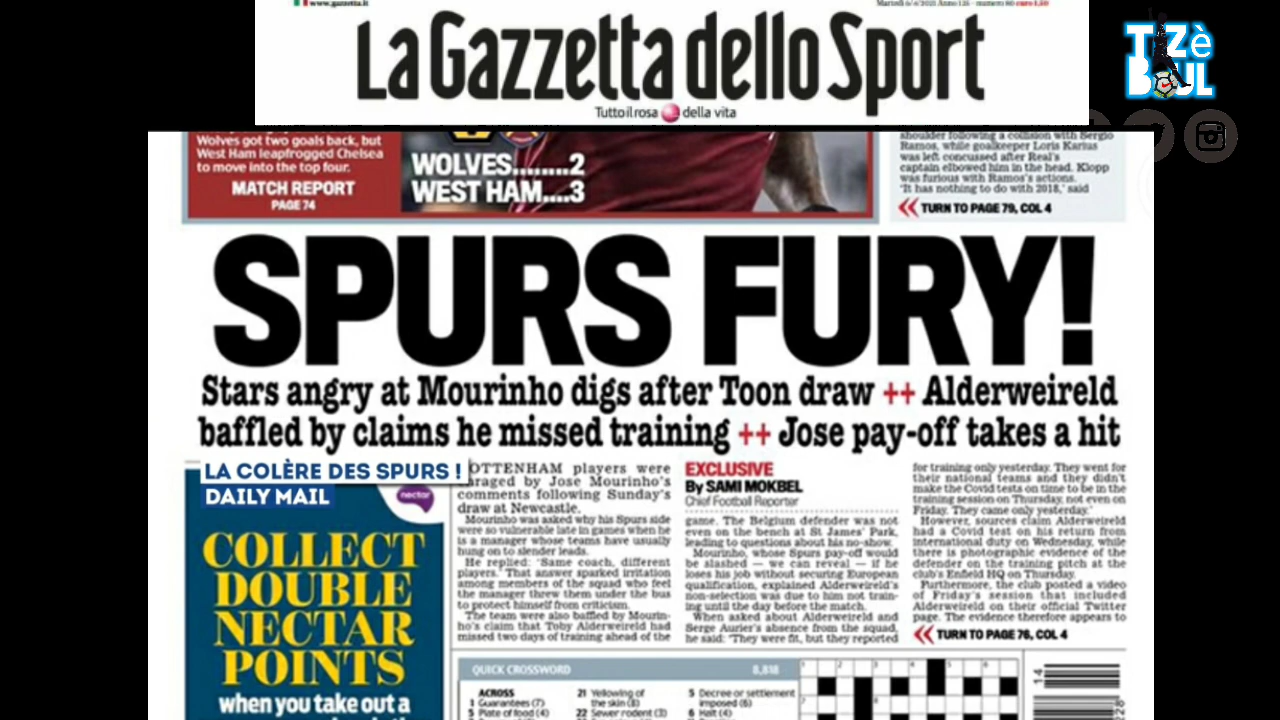 www.gazzetta.it
Martedì 6/4/2021 Anno 125 - numero 80 euro 1,50
La Gazzetta dello Sport
Tutto il rosa della vita
TiZè
BOUL
Wolves got two goals back, but
West Ham leapfrogged Chelsea
to move into the top four.
MATCH REPORT
PAGE 74
WOLVES........2
WEST HAM....3
shoulder following a collision with Sergio
Ramos, while goalkeeper Loris Karius
was left concussed after Real's
captain elbowed him in the head. Klopp
was furious with Ramos's actions.
'It has nothing to do with 2018,' said
TURN TO PAGE 79, COL 4
SPURS FURY!
Stars angry at Mourinho digs after Toon draw ++ Alderweireld
baffled by claims he missed training ++ Jose pay-off takes a hit
LA COLÈRE DES SPURS !
DAILY MAIL
nectar
COLLECT
DOUBLE
NECTAR
POINTS
when you take out a
OTTENHAM players were
raged by Jose Mourinho's
comments following Sunday's
draw at Newcastle.
Mourinho was asked why his Spurs side
were so vulnerable late in games when he
is a manager whose teams have usually
hung on to slender leads.
He replied: 'Same coach, different
players.' That answer sparked irritation
among members of the squad who feel
the manager threw them under the bus
to protect himself from criticism.
The team were also baffled by Mourin-
ho's claim that Toby Alderweireld had
missed two days of training ahead of the
EXCLUSIVE
By SAMI MOKBEL
Chief Football Reporter
game. The Belgium defender was not
even on the bench at St James' Park,
leading to questions about his no-show.
Mourinho, whose Spurs pay-off would
be slashed — we can reveal — if he
loses his job without securing European
qualification, explained Alderweireld's
non-selection was due to him not train-
ing until the day before the match.
When asked about Alderweireld and
Serge Aurier's absence from the squad,
he said: 'They were fit, but they reported
for training only yesterday. They went for
their national teams and they didn't
make the Covid tests on time to be in the
training session on Thursday, not even on
Friday. They came only yesterday.'
However, sources claim Alderweireld
had a Covid test on his return from
international duty on Wednesday, while
there is photographic evidence of the
defender on the training pitch at the
club's Enfield HQ on Thursday.
Furthermore, the club posted a video
of Friday's session that included
Alderweireld on their official Twitter
page. The evidence therefore appears to
TURN TO PAGE 76, COL 4
QUICK CROSSWORD 8,818
ACROSS
1 Guarantees (7)
5 Plate of food (4)
21 Yellowing of
the skin (8)
22 Sewer rodent (3)
5 Decree or settlement
imposed (6)
6 Halt (4)
14